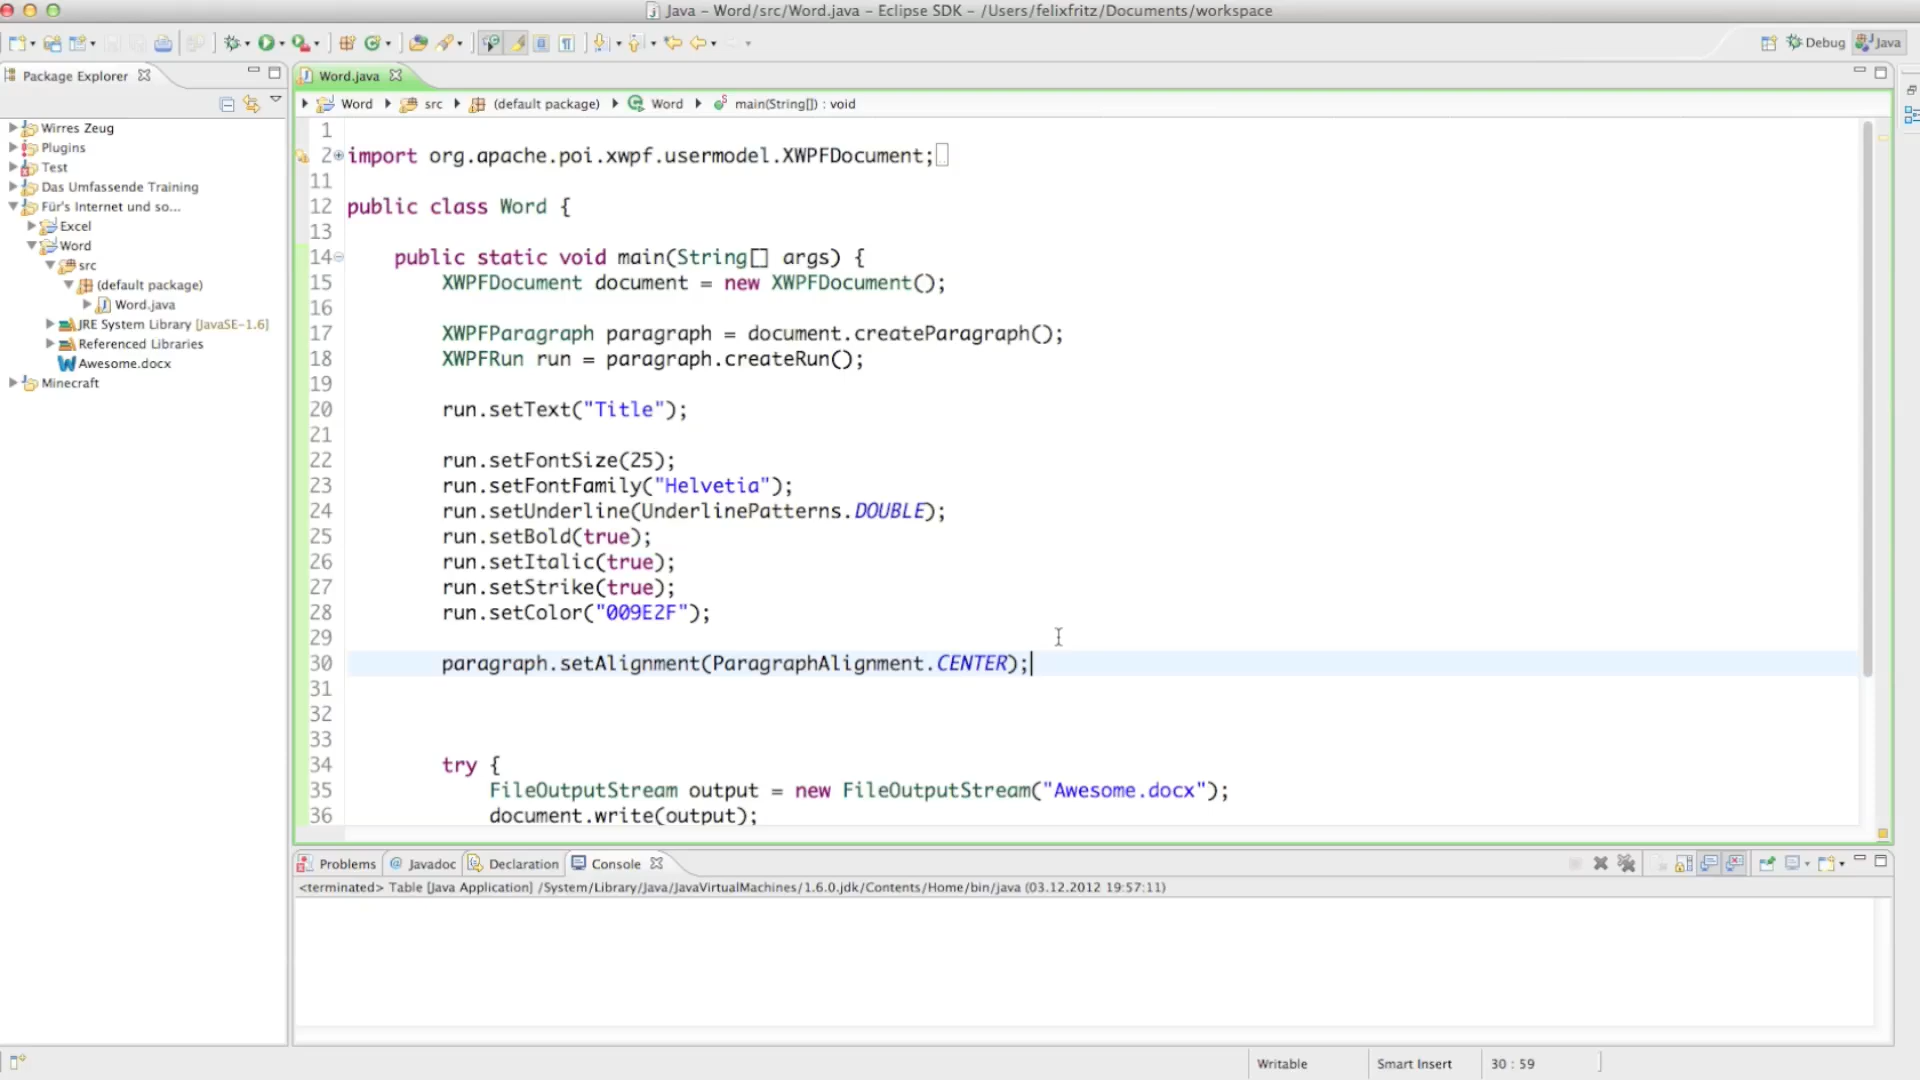 Java – Word/src/Word.java – Eclipse SDK – /Users/felixfritz/Documents/workspace
Debug
Java
Package Explorer
Wirres Zeug
Plugins
Test
Das Umfassende Training
Für's Internet und so...
Excel
Word
src
(default package)
Word.java
JRE System Library [JavaSE-1.6]
Referenced Libraries
Awesome.docx
Minecraft
Word.java
Word src (default package) Word main(String[]) : void
1
2 import org.apache.poi.xwpf.usermodel.XWPFDocument;
11
12 public class Word {
13
14 public static void main(String[] args) {
15 XWPFDocument document = new XWPFDocument();
16
17 XWPFParagraph paragraph = document.createParagraph();
18 XWPFRun run = paragraph.createRun();
19
20 run.setText("Title");
21
22 run.setFontSize(25);
23 run.setFontFamily("Helvetia");
24 run.setUnderline(UnderlinePatterns.DOUBLE);
25 run.setBold(true);
26 run.setItalic(true);
27 run.setStrike(true);
28 run.setColor("009E2F");
29
30 paragraph.setAlignment(ParagraphAlignment.CENTER);
31
32
33
34 try {
35 FileOutputStream output = new FileOutputStream("Awesome.docx");
36 document.write(output);
Problems Javadoc Declaration Console
<terminated> Table [Java Application] /System/Library/Java/JavaVirtualMachines/1.6.0.jdk/Contents/Home/bin/java (03.12.2012 19:57:11)
Writable Smart Insert 30 : 59